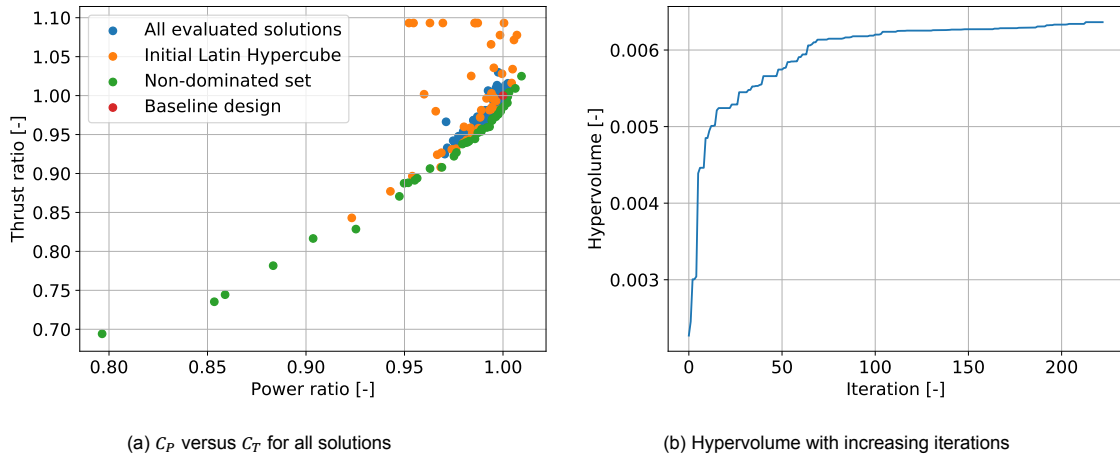 1.10
1.05
1.00
0.95
0.90
0.85
0.80
0.75
0.70
Thrust ratio [-]
All evaluated solutions
Initial Latin Hypercube
Non-dominated set
Baseline design
0.80 0.85 0.90 0.95 1.00
Power ratio [-]
(a) C_P versus C_T for all solutions
0.006
0.005
0.004
0.003
Hypervolume [-]
0 50 100 150 200
Iteration [-]
(b) Hypervolume with increasing iterations